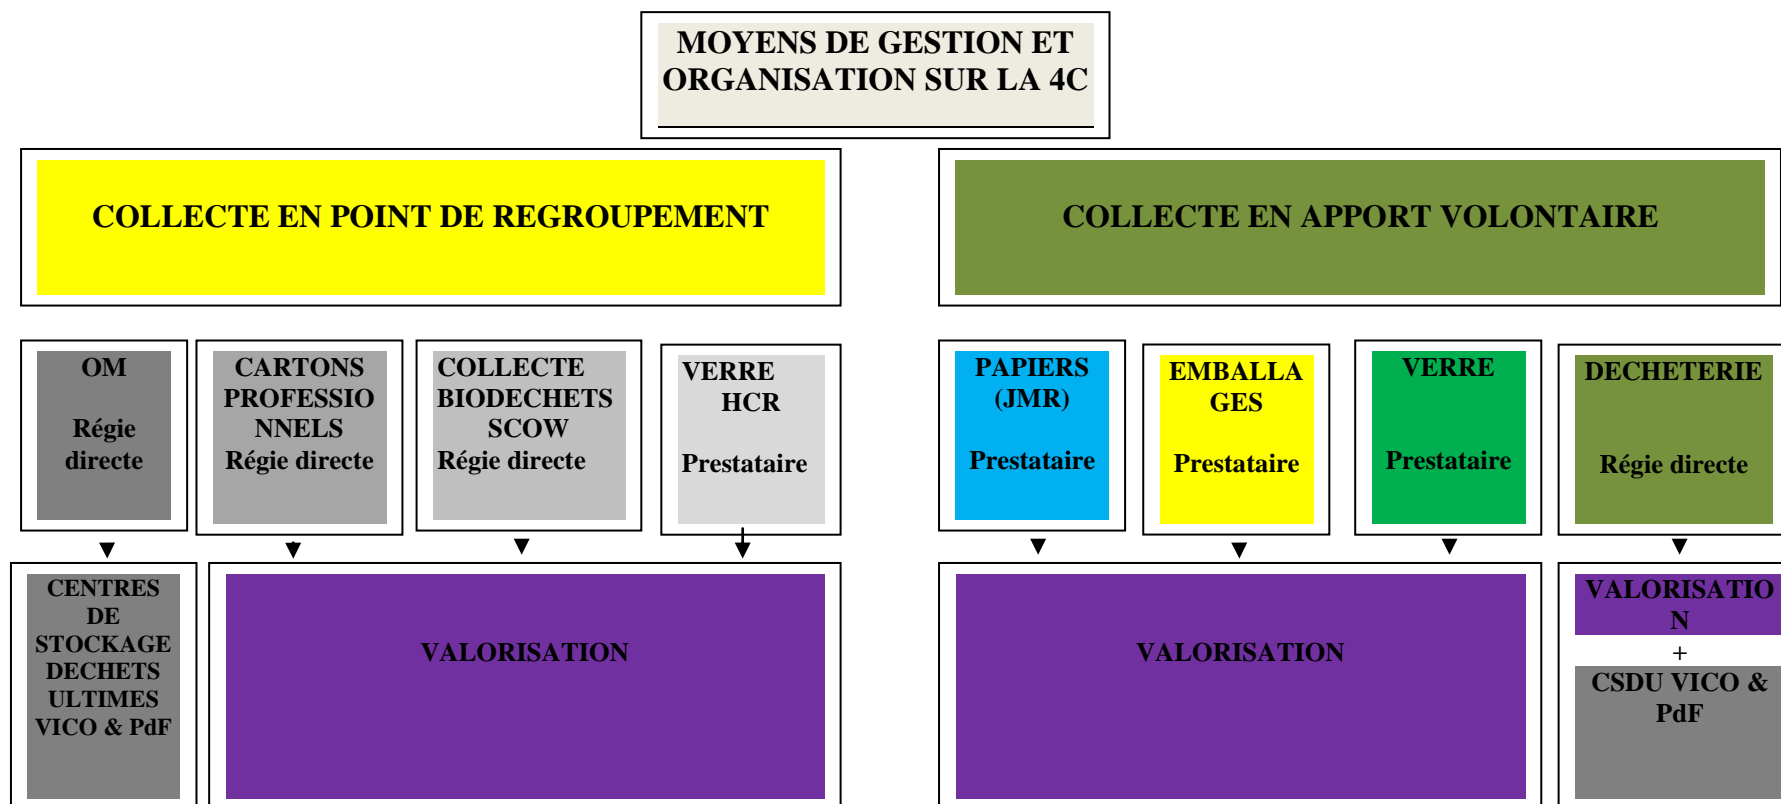 MOYENS DE GESTION ET
ORGANISATION SUR LA 4C
COLLECTE EN POINT DE REGROUPEMENT
COLLECTE EN APPORT VOLONTAIRE
OM
Régie
directe
CARTONS
PROFESSIO
NNELS
Régie directe
COLLECTE
BIODECHETS
SCOW
Régie directe
VERRE
HCR
Prestataire
PAPIERS
(JMR)
Prestataire
EMBALLA
GES
Prestataire
VERRE
Prestataire
DECHETERIE
Régie directe
CENTRES
DE
STOCKAGE
DECHETS
ULTIMES
VICO & PdF
VALORISATION
VALORISATION
VALORISATIO
N
+
CSDU VICO &
PdF